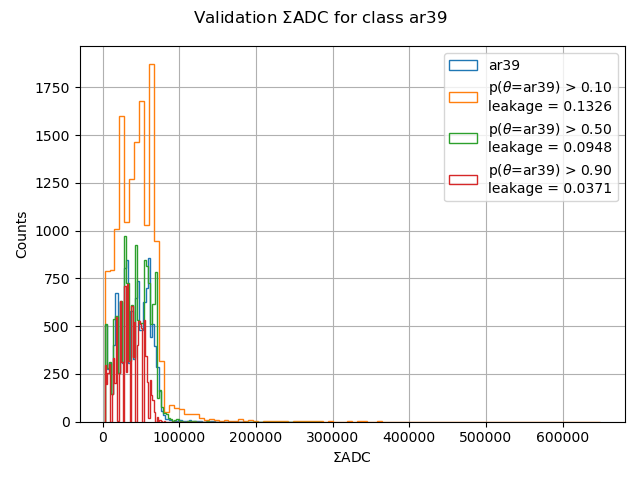 Validation ΣADC for class ar39
ar39
p(θ=ar39) > 0.10
leakage = 0.1326
p(θ=ar39) > 0.50
leakage = 0.0948
p(θ=ar39) > 0.90
leakage = 0.0371
Counts
1750
1500
1250
1000
750
500
250
0
0 100000 200000 300000 400000 500000 600000
ΣADC